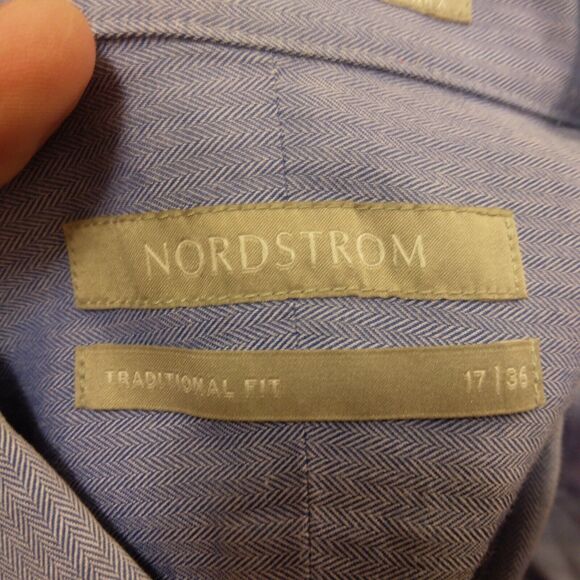 NORDSTROM
TRADITIONAL FIT 17 | 36